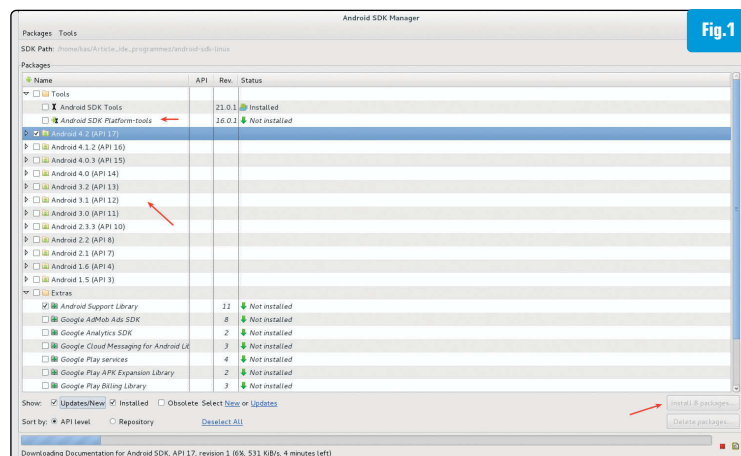 Android SDK Manager
Fig.1
Packages Tools
SDK Path: /home/kas/Article_ide_programmez/android-sdk-linux
Packages
Name API Rev. Status
Tools
Android SDK Tools 21.0.1 Installed
Android SDK Platform-tools 16.0.1 Not installed
Android 4.2 (API 17)
Android 4.1.2 (API 16)
Android 4.0.3 (API 15)
Android 4.0 (API 14)
Android 3.2 (API 13)
Android 3.1 (API 12)
Android 3.0 (API 11)
Android 2.3.3 (API 10)
Android 2.2 (API 8)
Android 2.1 (API 7)
Android 1.6 (API 4)
Android 1.5 (API 3)
Extras
Android Support Library 11 Not installed
Google AdMob Ads SDK 8 Not installed
Google Analytics SDK 2 Not installed
Google Cloud Messaging for Android Lib 3 Not installed
Google Play services 4 Not installed
Google Play APK Expansion Library 2 Not installed
Google Play Billing Library 3 Not installed
Show: Updates/New Installed Obsolete Select New or Updates
Install 8 packages...
Sort by: API level Repository Deselect All
Delete packages...
Downloading Documentation for Android SDK, API 17, revision 1 (6%, 531 KiB/s, 4 minutes left)